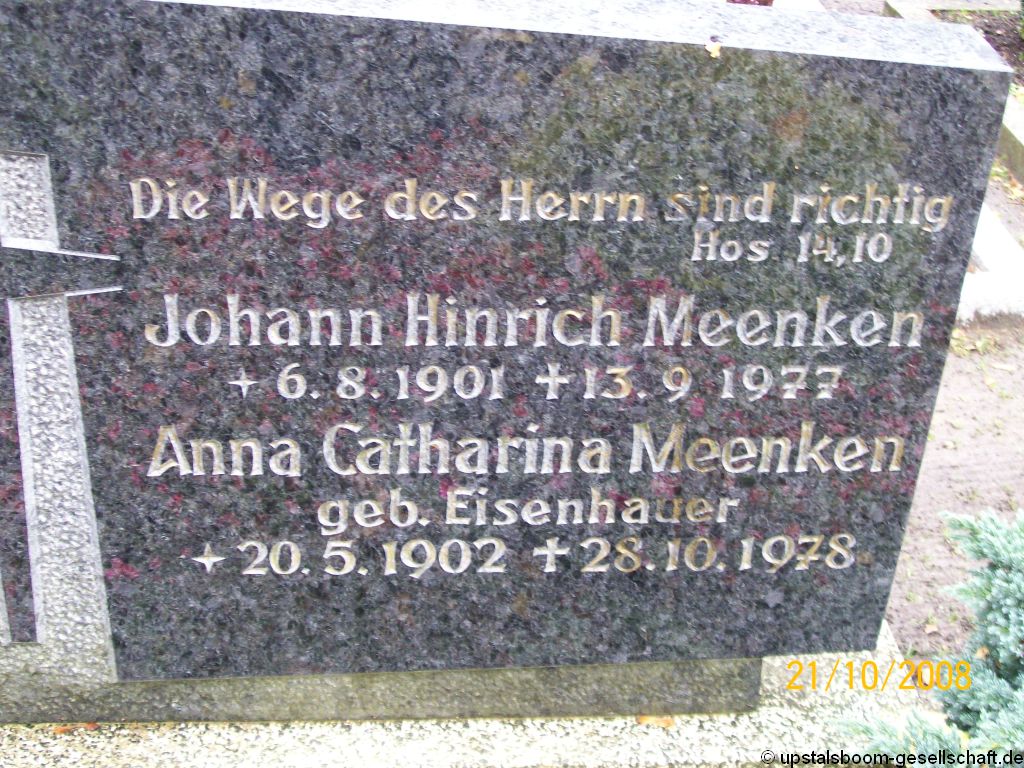 Die Wege des Herrn sind richtig
Hos. 14,10
Johann Hinrich Meenken
6.8.1901 ✝ 13.9.1977
Anna Catharina Meenken
geb. Eisenhauer
20.5.1902 ✝ 28.10.1978
21/10/2008
© upstalsboom-gesellschaft.de